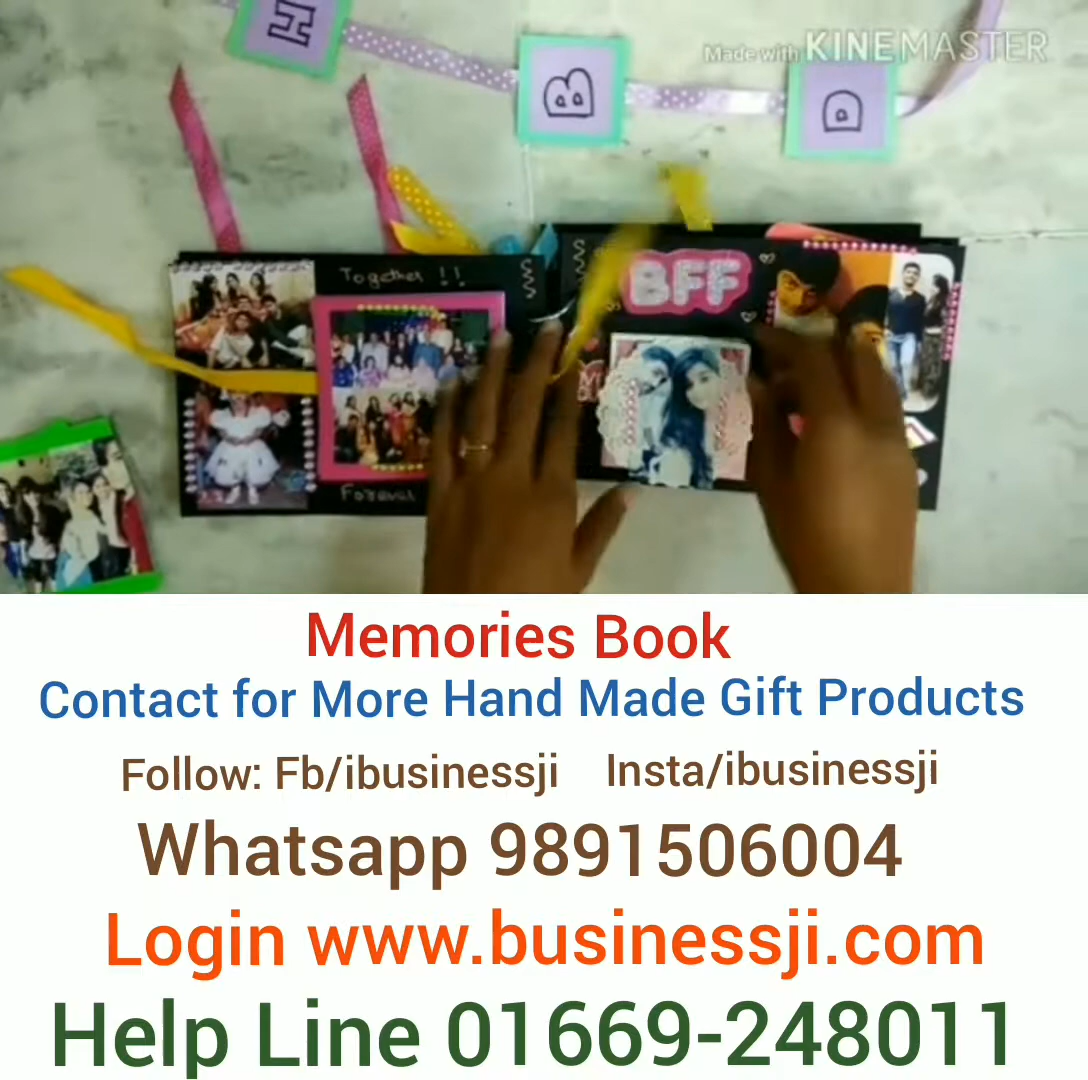 H
B
D
Made with KINEMASTER
Together !!
BFF
Forever
Memories Book
Contact for More Hand Made Gift Products
Follow: Fb/ibusinessji Insta/ibusinessji
Whatsapp 9891506004
Login www.businessji.com
Help Line 01669-248011